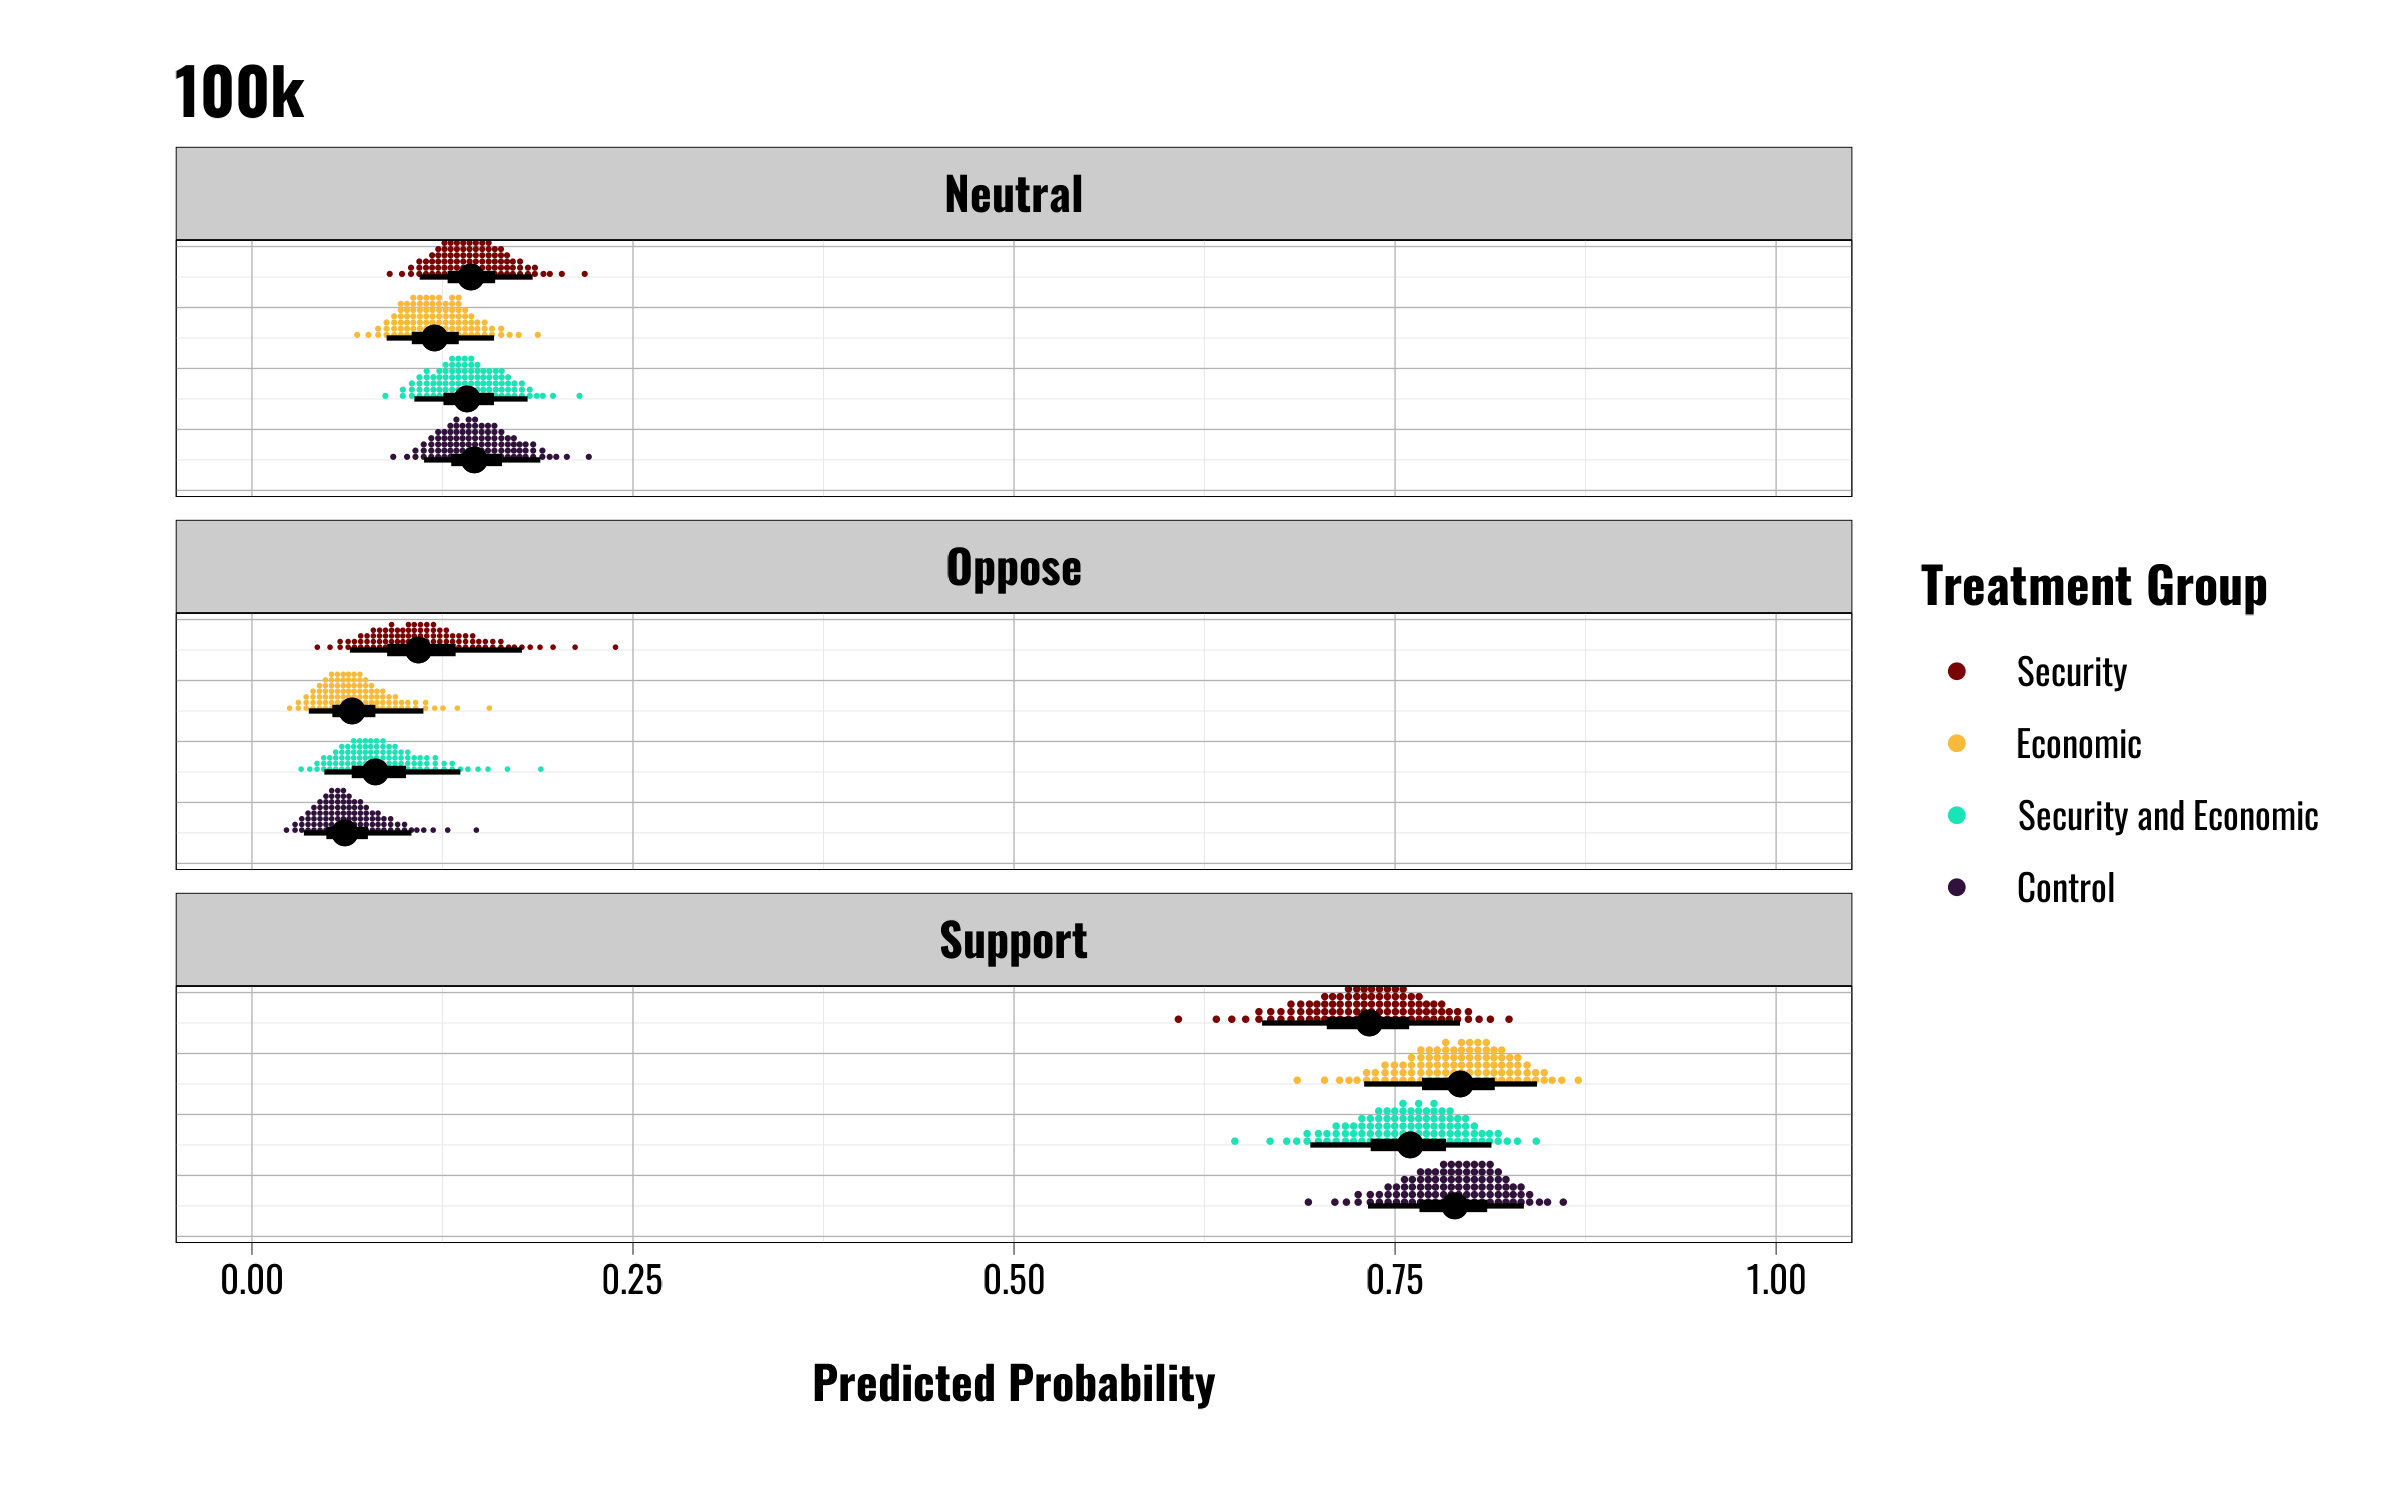 100k
Neutral
Oppose
Support
0.00
0.25
0.50
0.75
1.00
Predicted Probability
Treatment Group
Security
Economic
Security and Economic
Control